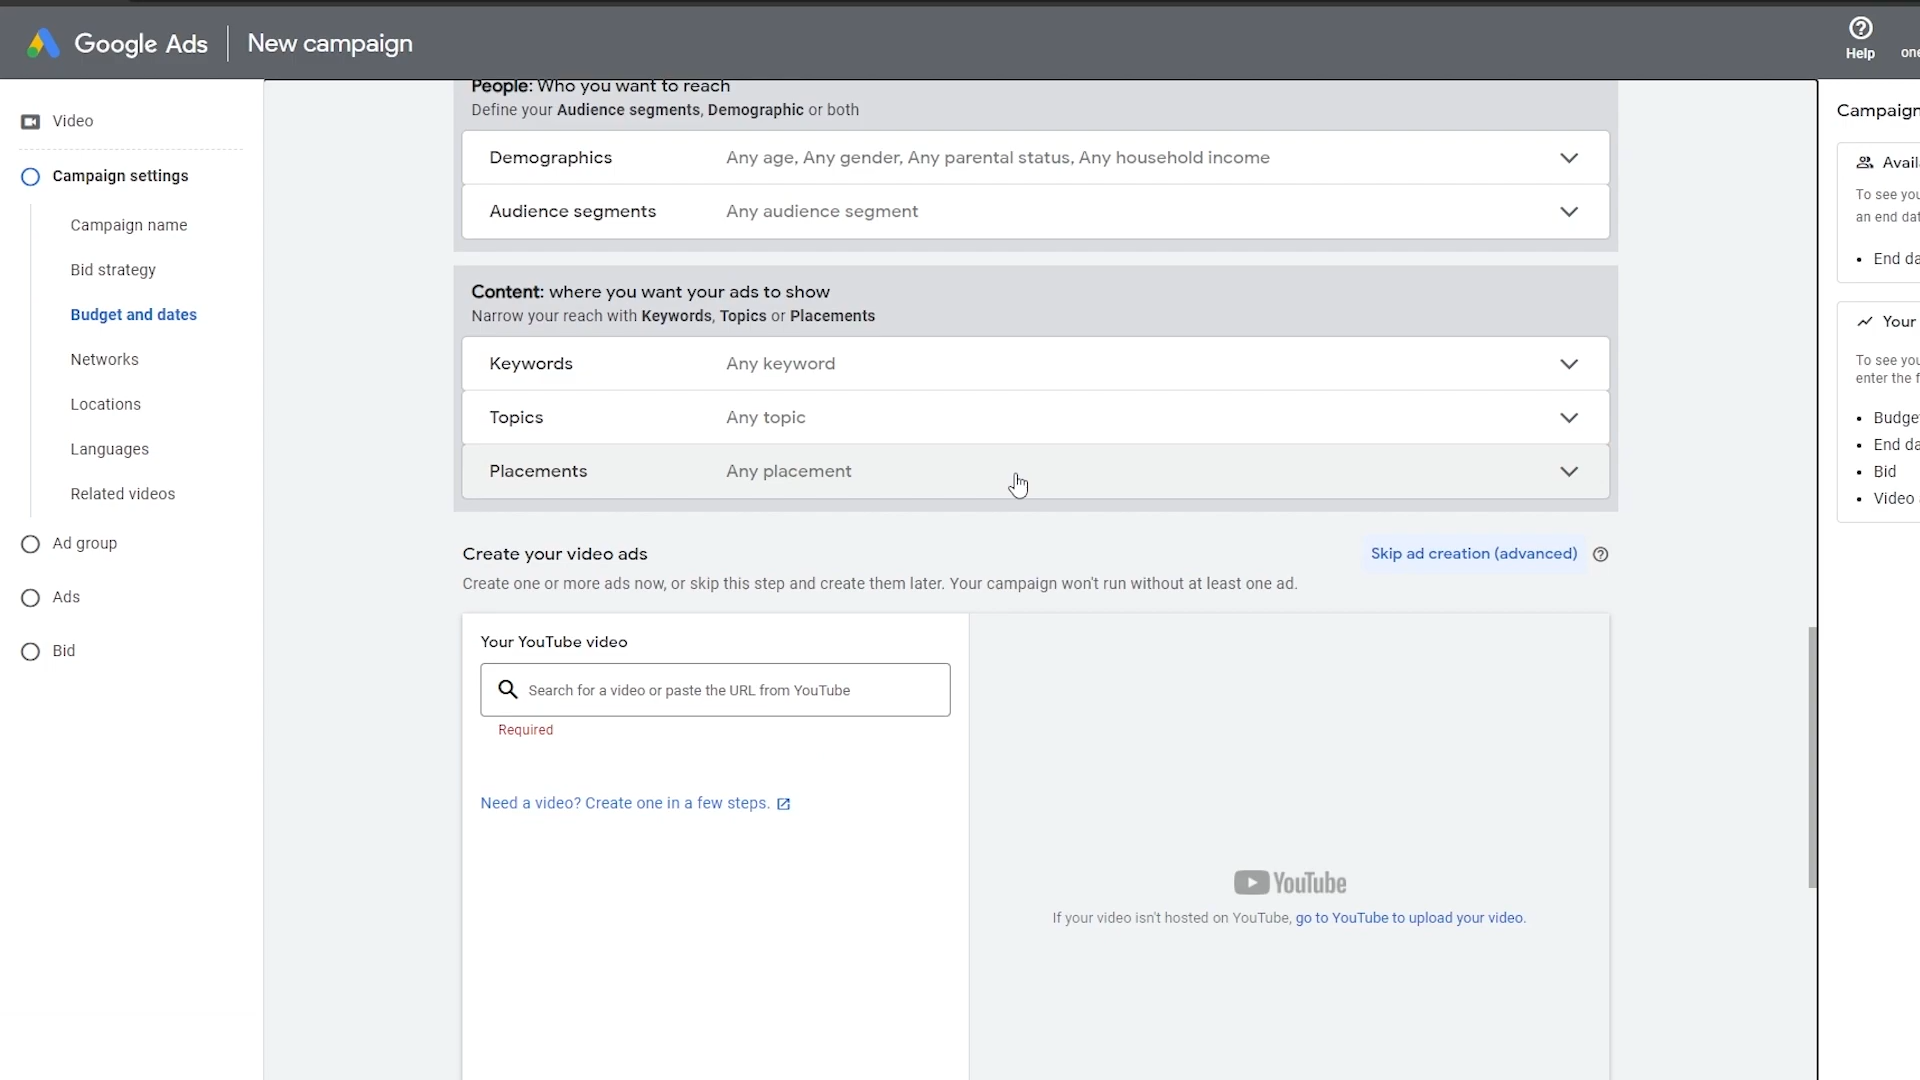 Google Ads
New campaign
Help
Video
Campaign settings
Campaign name
Bid strategy
Budget and dates
Networks
Locations
Languages
Related videos
Ad group
Ads
Bid
People: Who you want to reach
Define your Audience segments, Demographic or both
Demographics
Any age, Any gender, Any parental status, Any household income
Audience segments
Any audience segment
Content: where you want your ads to show
Narrow your reach with Keywords, Topics or Placements
Keywords
Any keyword
Topics
Any topic
Placements
Any placement
Create your video ads
Skip ad creation (advanced)
Create one or more ads now, or skip this step and create them later. Your campaign won't run without at least one ad.
Your YouTube video
Search for a video or paste the URL from YouTube
Required
Need a video? Create one in a few steps.
YouTube
If your video isn't hosted on YouTube, go to YouTube to upload your video.
Campaign
To see
an end
End
Your
To see
enter the
End
Bid
Video